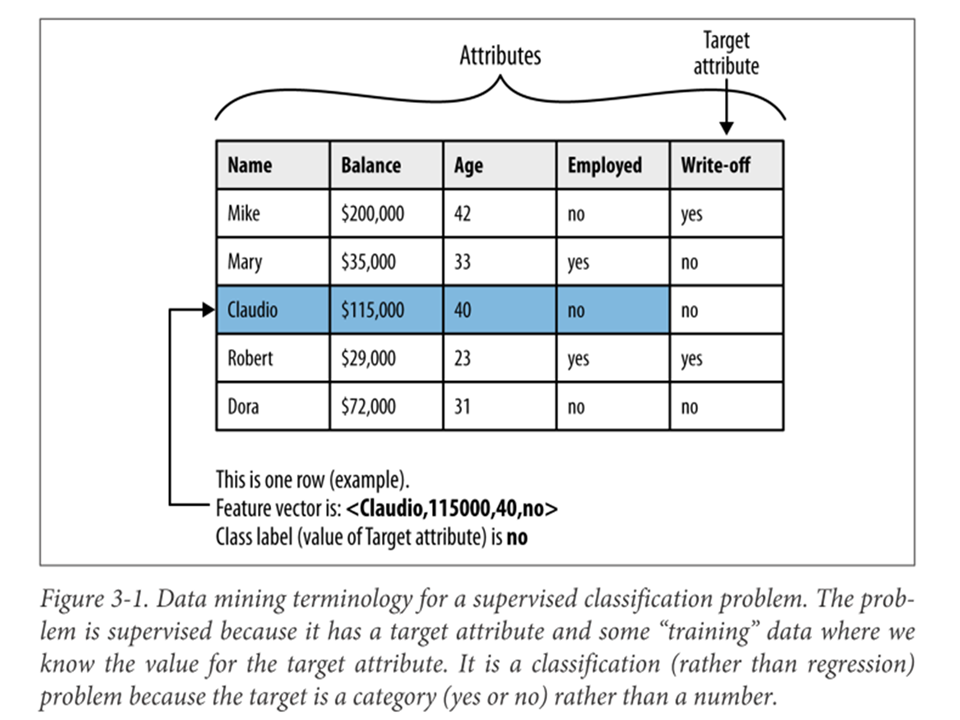 Attributes
Target
attribute
Name Balance Age Employed Write-off
Mike $200,000 42 no yes
Mary $35,000 33 yes no
Claudio $115,000 40 no no
Robert $29,000 23 yes yes
Dora $72,000 31 no no
This is one row (example).
Feature vector is: <Claudio,115000,40,no>
Class label (value of Target attribute) is no
Figure 3-1. Data mining terminology for a supervised classification problem. The prob-
lem is supervised because it has a target attribute and some “training” data where we
know the value for the target attribute. It is a classification (rather than regression)
problem because the target is a category (yes or no) rather than a number.